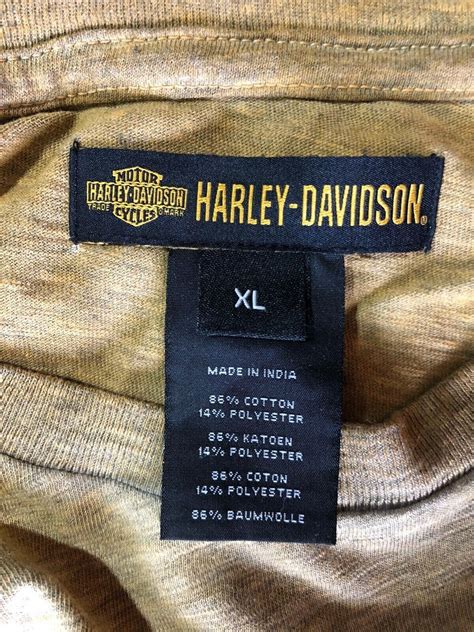 MOTOR
HARLEY-DAVIDSON
CYCLES
TRADE MARK
HARLEY-DAVIDSON®
XL
MADE IN INDIA
86% COTTON
14% POLYESTER
86% KATOEN
14% POLYESTER
86% COTON
14% POLYESTER
86% BAUMWOLLE